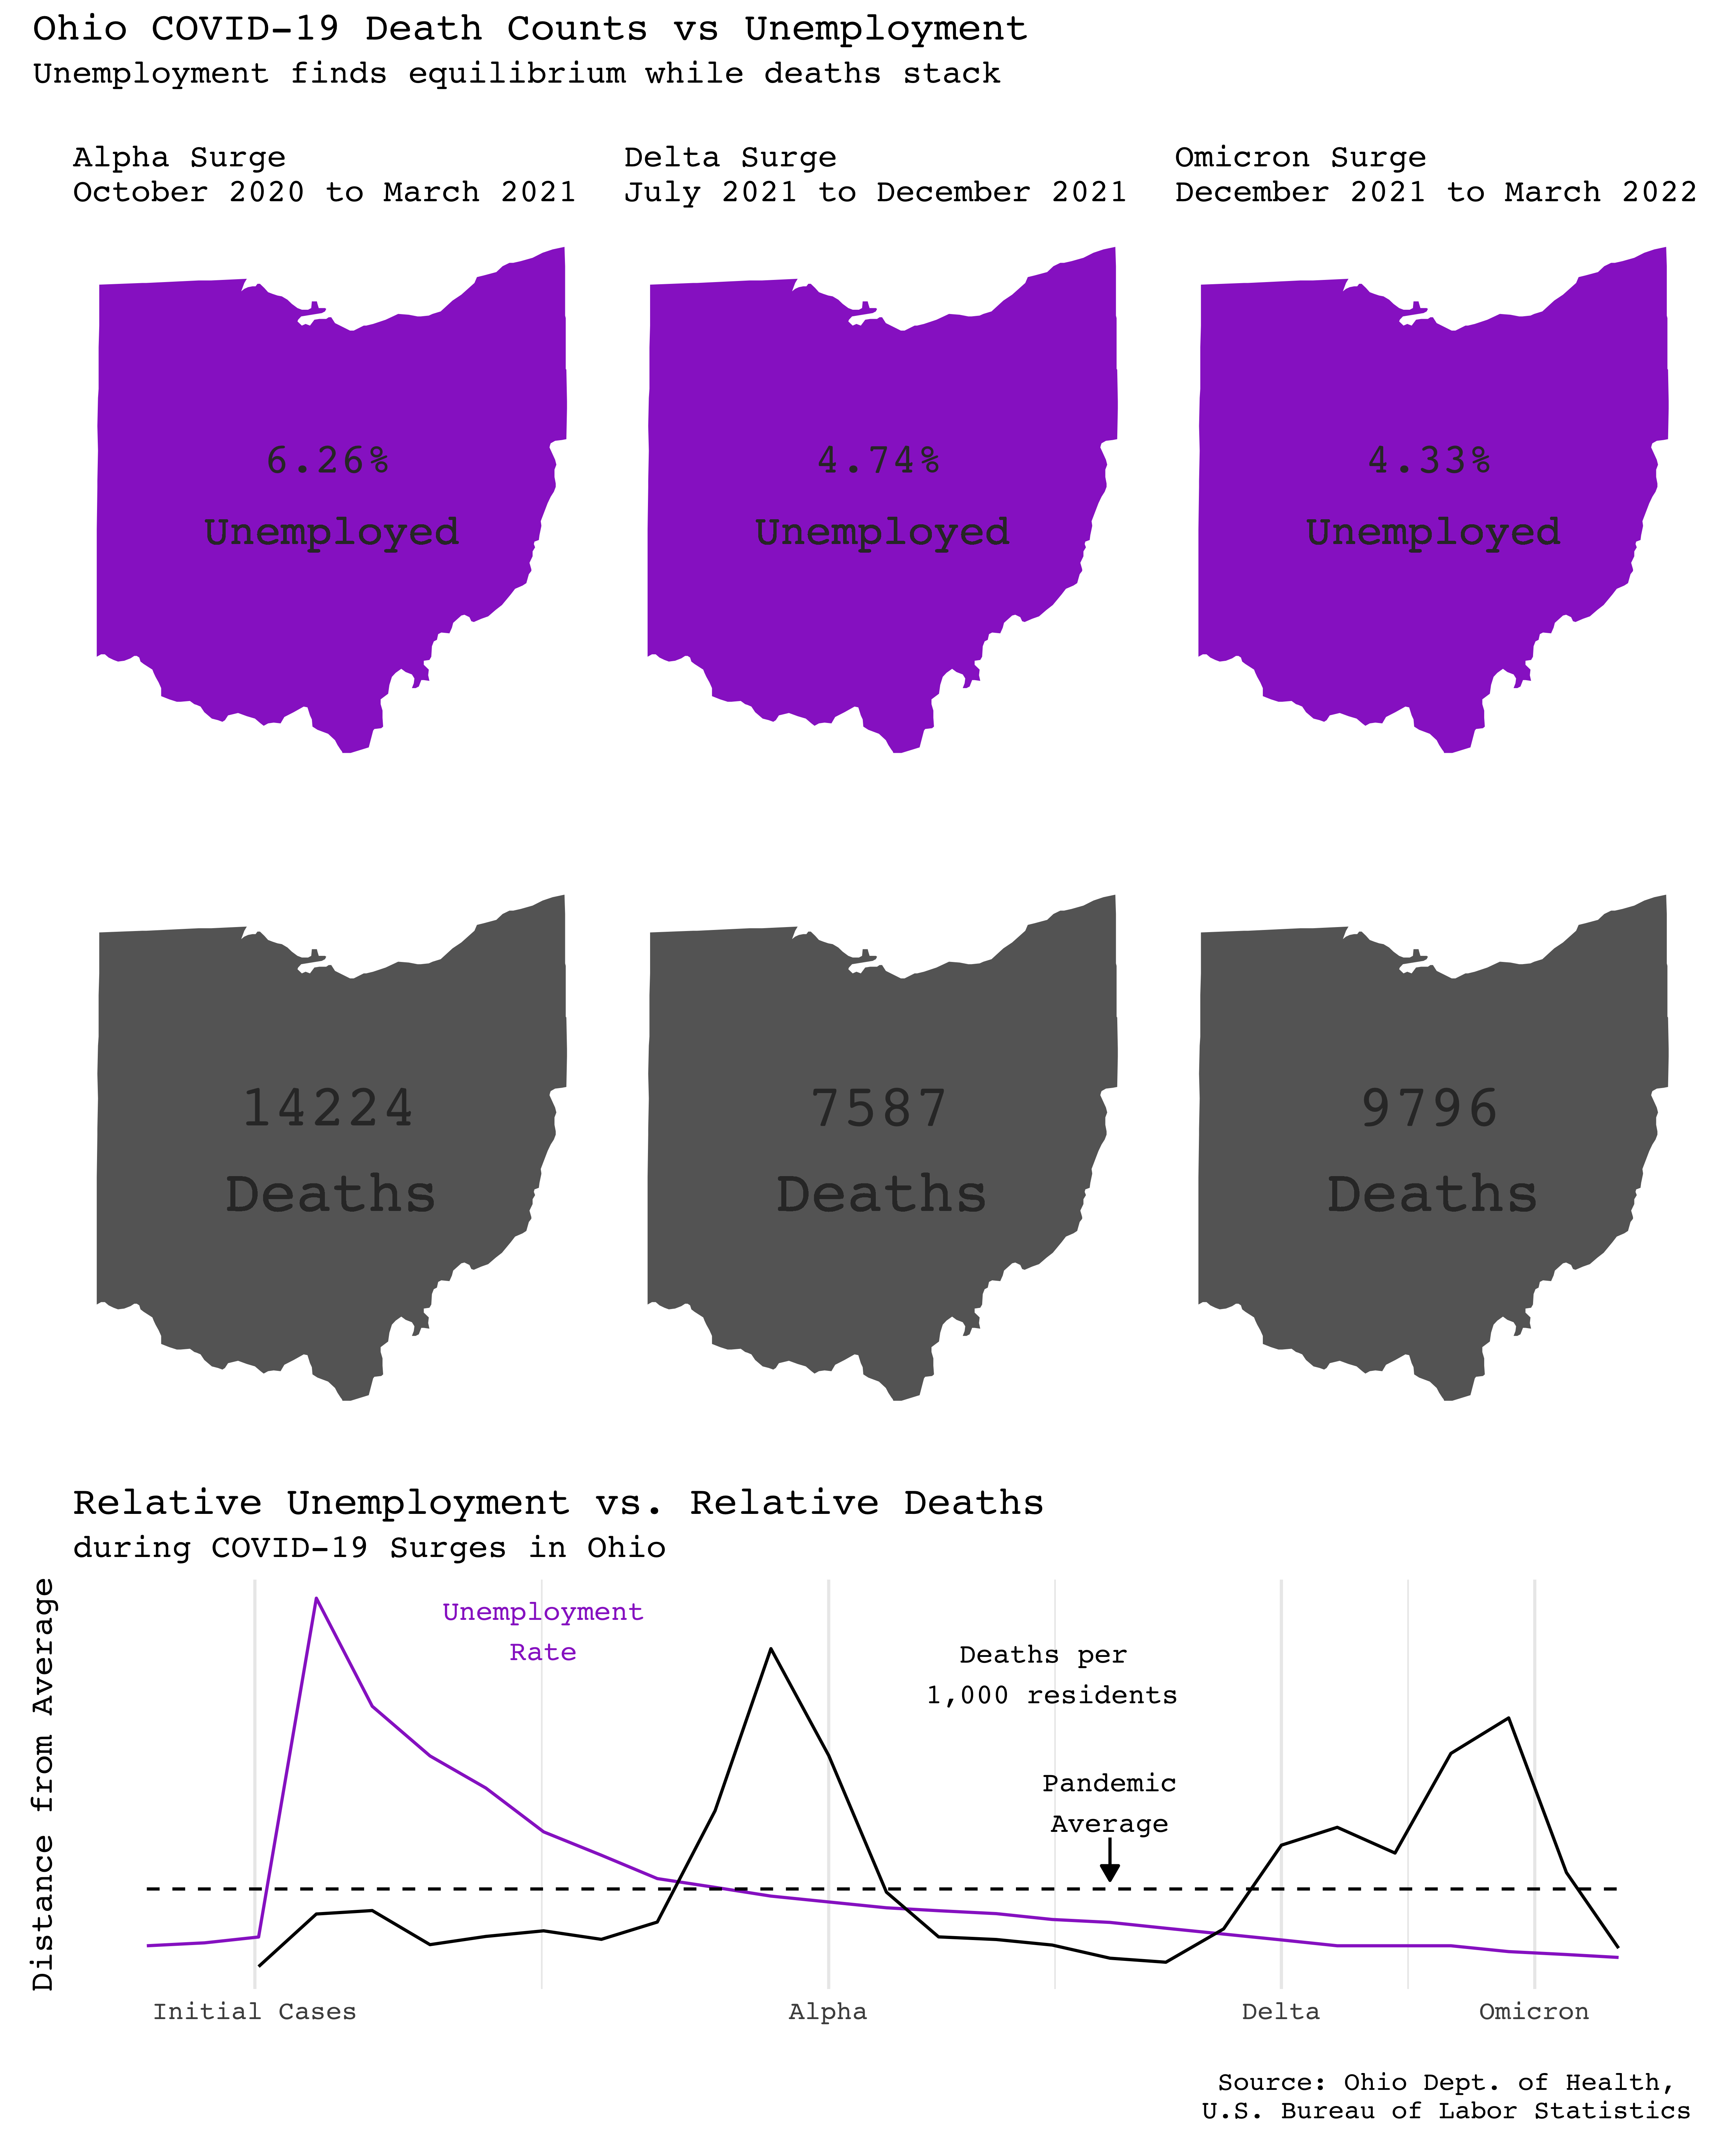 Ohio COVID-19 Death Counts vs Unemployment
Unemployment finds equilibrium while deaths stack
Alpha Surge
October 2020 to March 2021
Delta Surge
July 2021 to December 2021
Omicron Surge
December 2021 to March 2022
6.26%
Unemployed
4.74%
Unemployed
4.33%
Unemployed
14224
Deaths
7587
Deaths
9796
Deaths
Relative Unemployment vs. Relative Deaths
during COVID-19 Surges in Ohio
Distance from Average
Unemployment
Rate
Deaths per
1,000 residents
Pandemic
Average
Initial Cases
Alpha
Delta
Omicron
Source: Ohio Dept. of Health,
U.S. Bureau of Labor Statistics